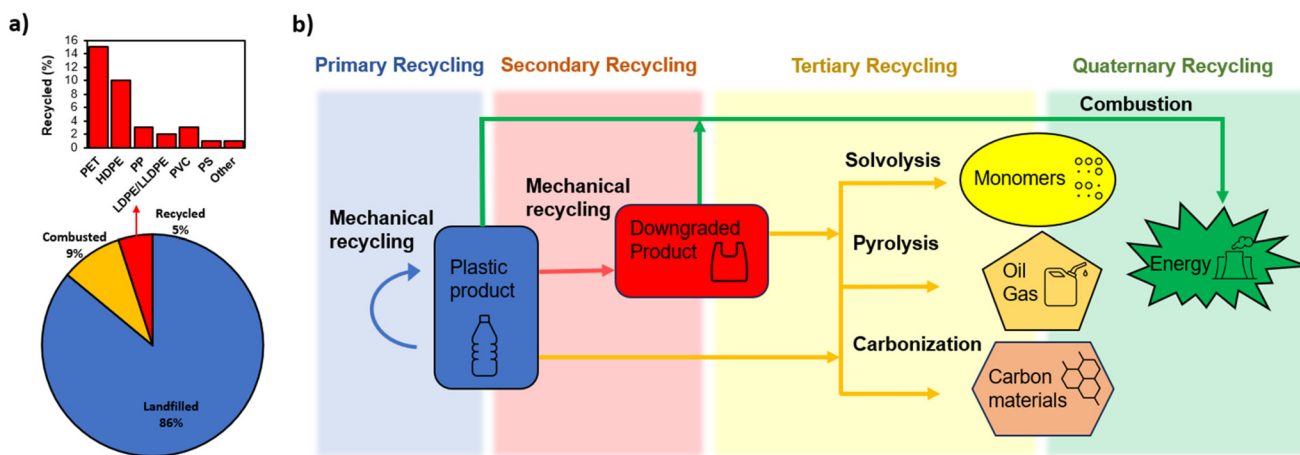 a)
16
14
12
10
8
6
4
2
0
Recycled (%)
PET
HDPE
PP
LDPE/LLDPE
PVC
PS
Other
Recycled
5%
Combusted
9%
Landfilled
86%
b)
Primary Recycling
Secondary Recycling
Tertiary Recycling
Quaternary Recycling
Combustion
Mechanical
recycling
Plastic
product
Mechanical
recycling
Downgraded
Product
Solvolysis
Monomers
Pyrolysis
Oil
Gas
Carbonization
Carbon
materials
Energy